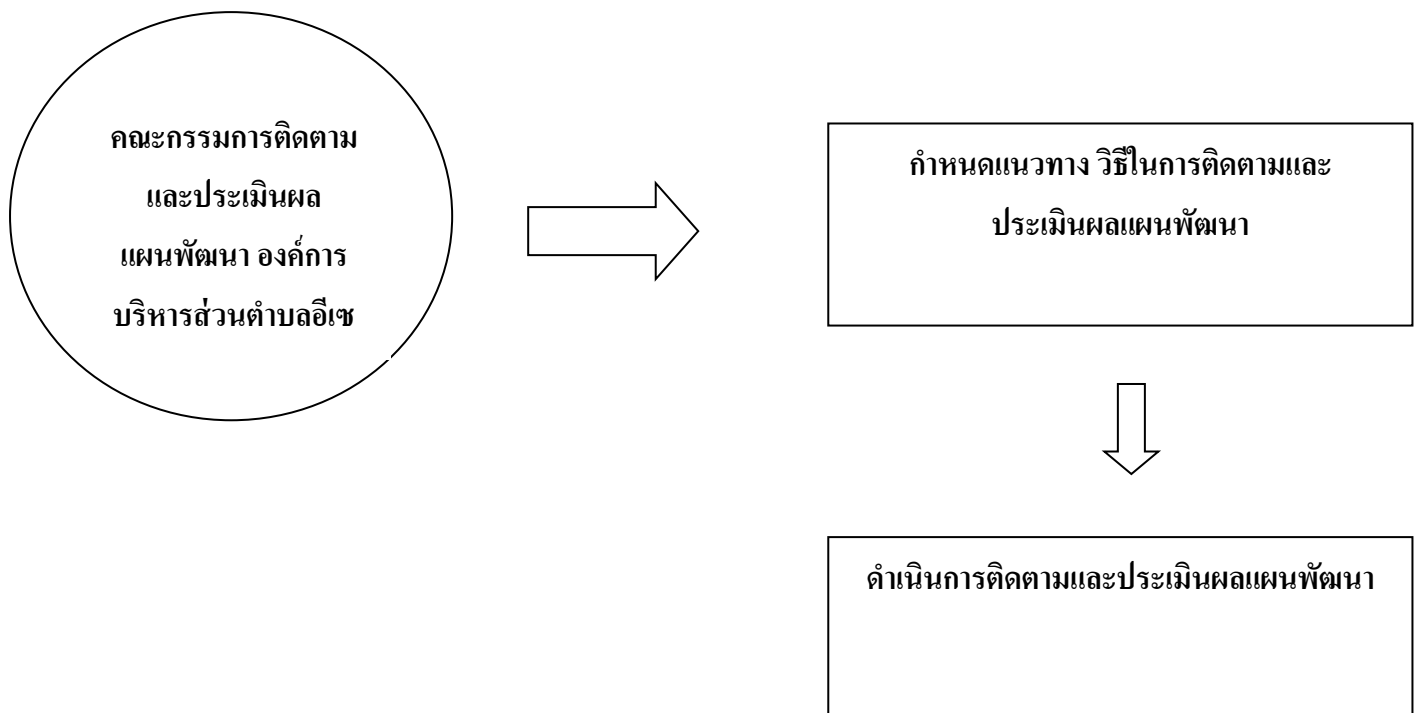 คณะกรรมการติดตาม
และประเมินผล
แผนพัฒนา องค์การ
บริหารส่วนตำบลอีเซ
กำหนดแนวทาง วิธีในการติดตามและ
ประเมินผลแผนพัฒนา
ดำเนินการติดตามและประเมินผลแผนพัฒนา